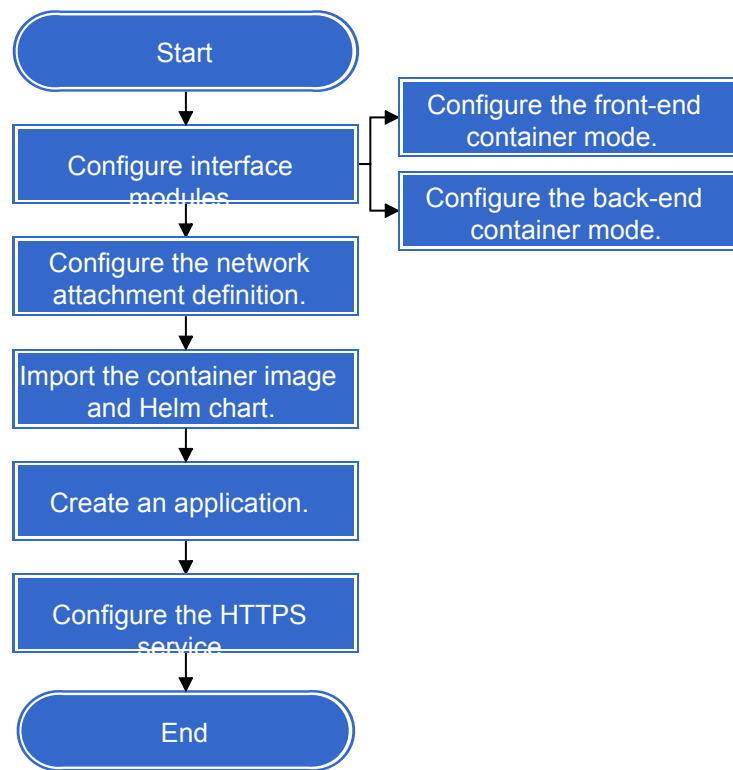 Start
Configure the front-end
container mode.
Configure interface
modules
Configure the back-end
container mode.
Configure the network
attachment definition.
Import the container image
and Helm chart.
Create an application.
Configure the HTTPS
service
End